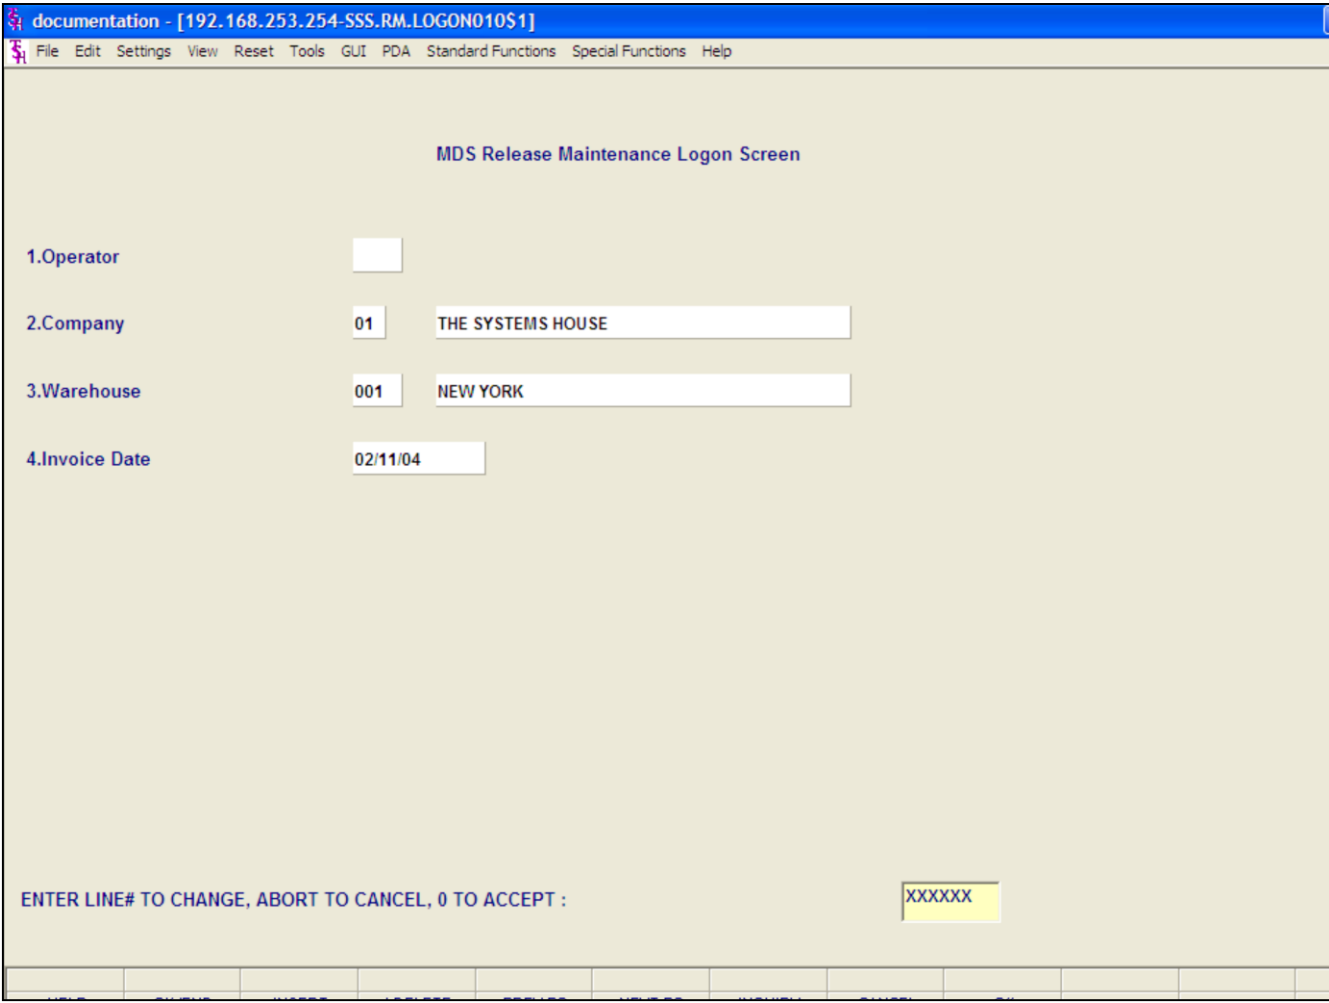 documentation - [192.168.253.254-SSS.RM.LOGON010$1]
File Edit Settings View Reset Tools GUI PDA Standard Functions Special Functions Help
MDS Release Maintenance Logon Screen
1.Operator
2.Company 01 THE SYSTEMS HOUSE
3.Warehouse 001 NEW YORK
4.Invoice Date 02/11/04
ENTER LINE# TO CHANGE, ABORT TO CANCEL, 0 TO ACCEPT : XXXXXX